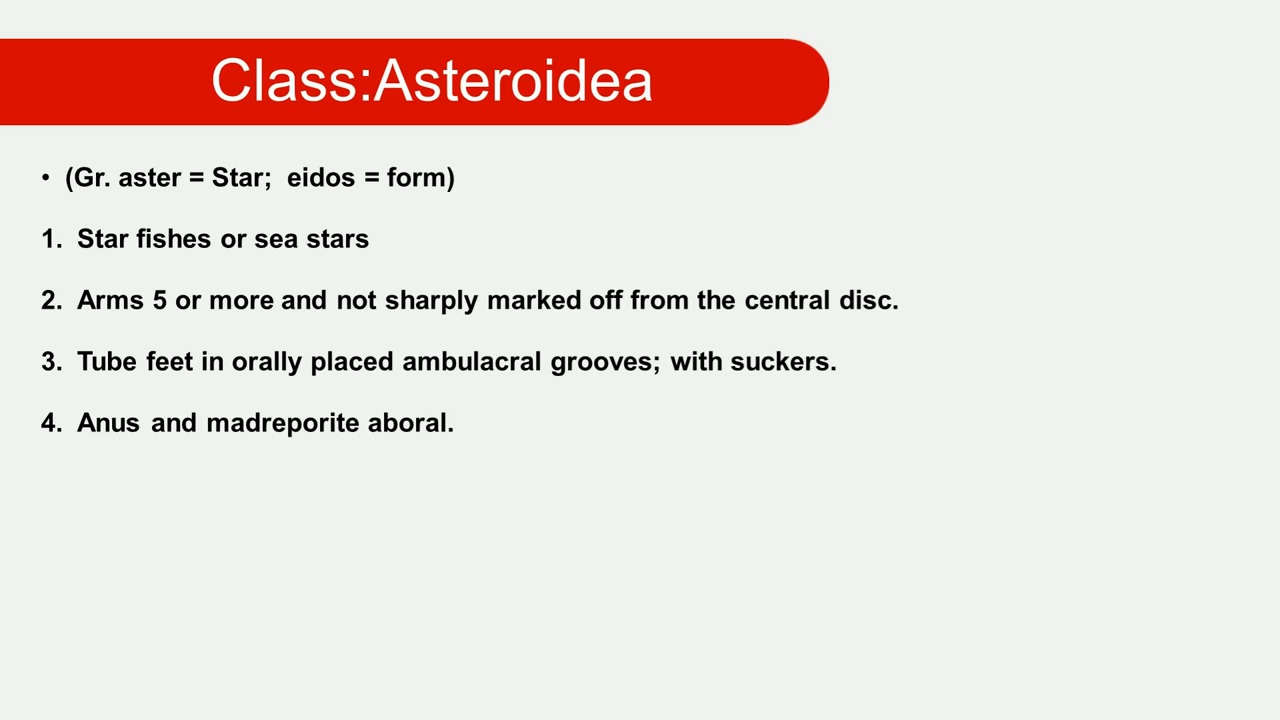 Class:Asteroidea
• (Gr. aster = Star; eidos = form)
1. Star fishes or sea stars
2. Arms 5 or more and not sharply marked off from the central disc.
3. Tube feet in orally placed ambulacral grooves; with suckers.
4. Anus and madreporite aboral.